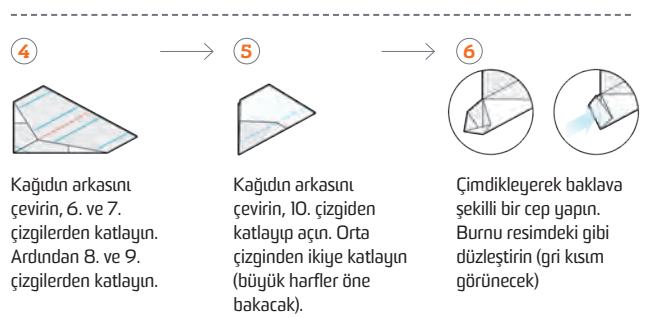 4
Kağıdın arkasını
çevirin, 6. ve 7.
çizgilerden katlayın.
Ardından 8. ve 9.
çizgilerden katlayın.
5
Kağıdın arkasını
çevirin, 10. çizgiden
katlayıp açın. Orta
çizginden ikiye katlayın
(büyük harfler öne
bakacak).
6
Çimdikleyerek baklava
şekilli bir cep yapın.
Burnu resimdeki gibi
düzleştirin (gri kısım
görünecek)